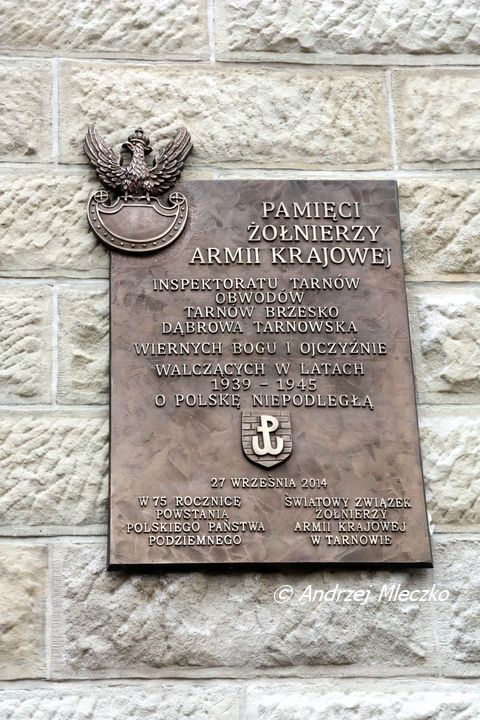 PAMIĘCI
ŻOŁNIERZY
ARMII KRAJOWEJ
INSPEKTORATU TARNÓW
OBWODÓW
TARNÓW BRZESKO
DĄBROWA TARNOWSKA
WIERNYCH BOGU I OJCZYŹNIE
WALCZĄCYCH W LATACH
1939 - 1945
O POLSKĘ NIEPODLEGŁĄ
27 WRZEŚNIA 2014
W 75 ROCZNICĘ
POWSTANIA
POLSKIEGO PAŃSTWA
PODZIEMNEGO
ŚWIATOWY ZWIĄZEK
ŻOŁNIERZY
ARMII KRAJOWEJ
W TARNOWIE
© Andrzej Mleczko